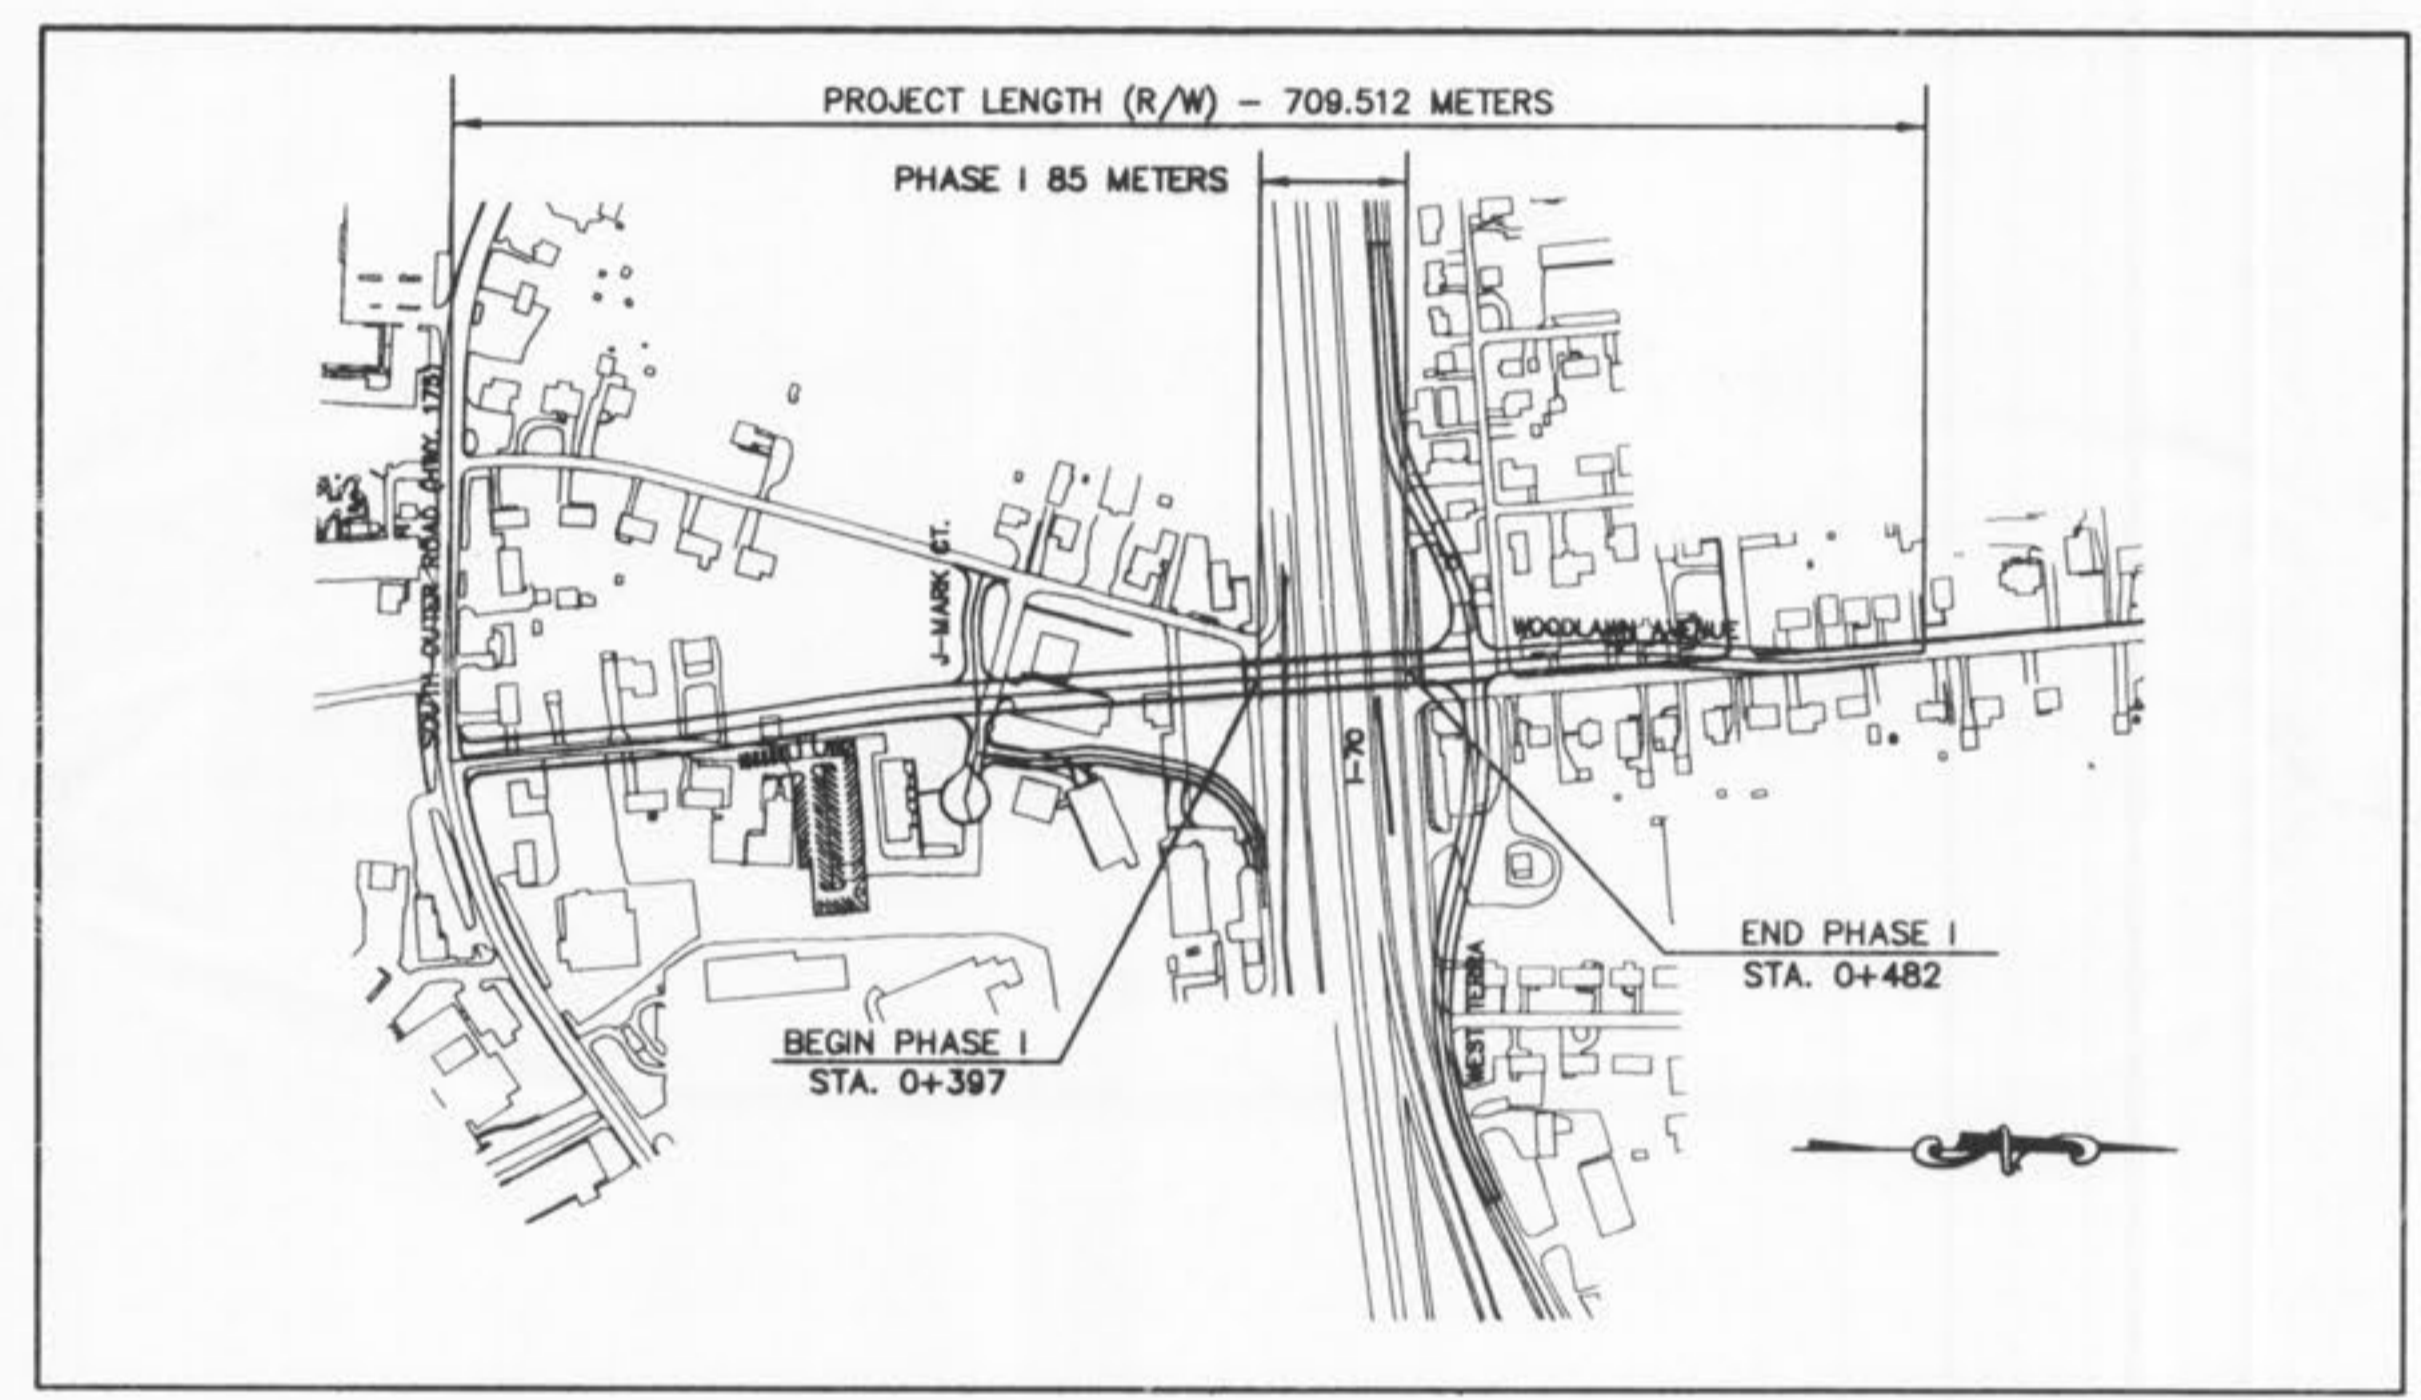 PROJECT LENGTH (R/W) – 709.512 METERS
PHASE I 85 METERS
SOUTH OUTER ROAD (HWY. 175)
J-MARK CT.
WOODLAWN AVENUE
I-70
WEST TERRA
END PHASE I
STA. 0+482
BEGIN PHASE I
STA. 0+397